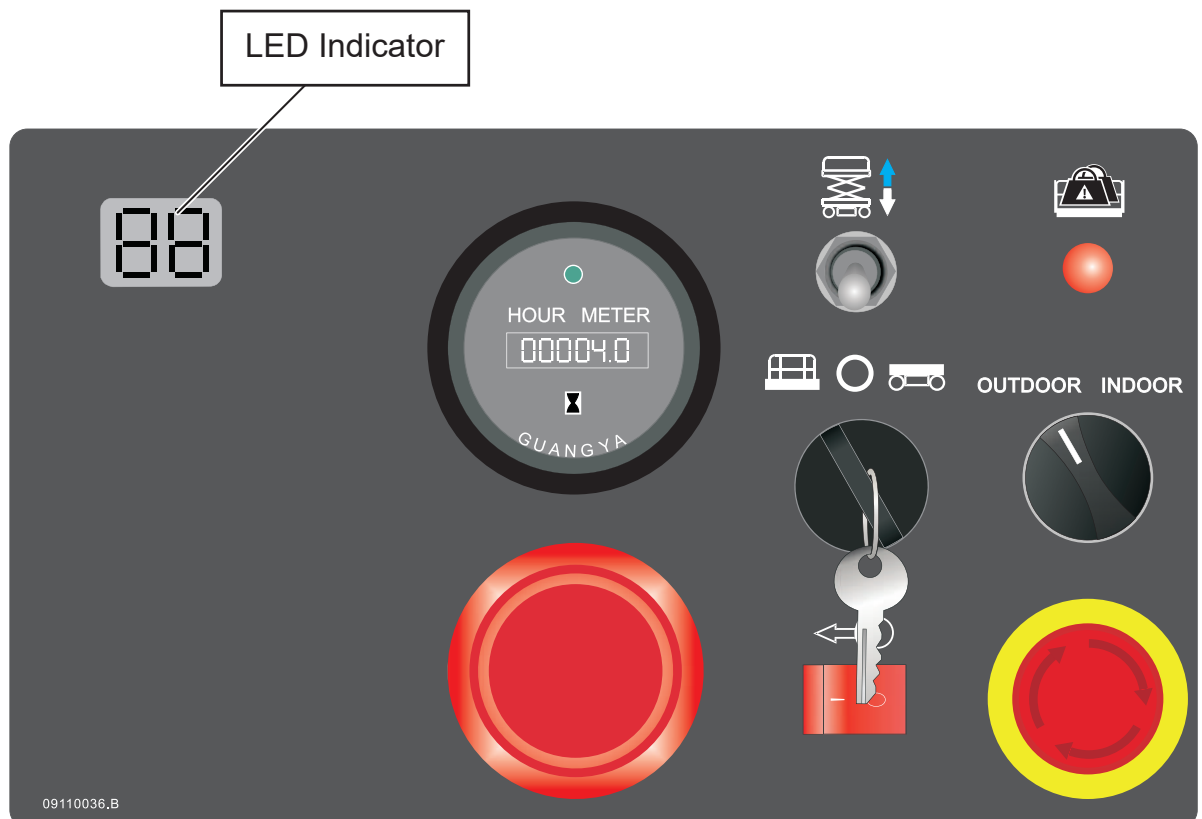 LED Indicator
88
HOUR METER
00004.0
GUANGYA
OUTDOOR INDOOR
09110036.B